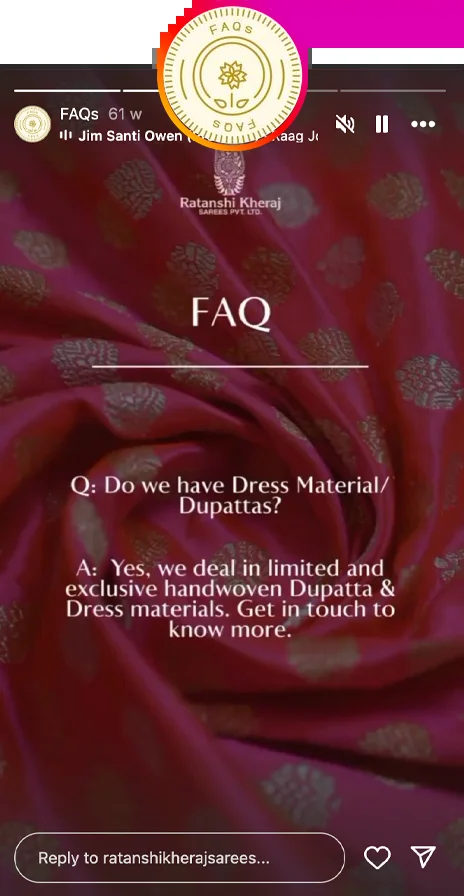 FAQs
FAQs
FAQs 61 w
Jim Santi Owen (
Raag Jo
Ratanshi Kheraj
SAREES PVT. LTD.
FAQ
Q: Do we have Dress Material/
Dupattas?
A: Yes, we deal in limited and
exclusive handwoven Dupatta &
Dress materials. Get in touch to
know more.
Reply to ratanshikherajsarees...